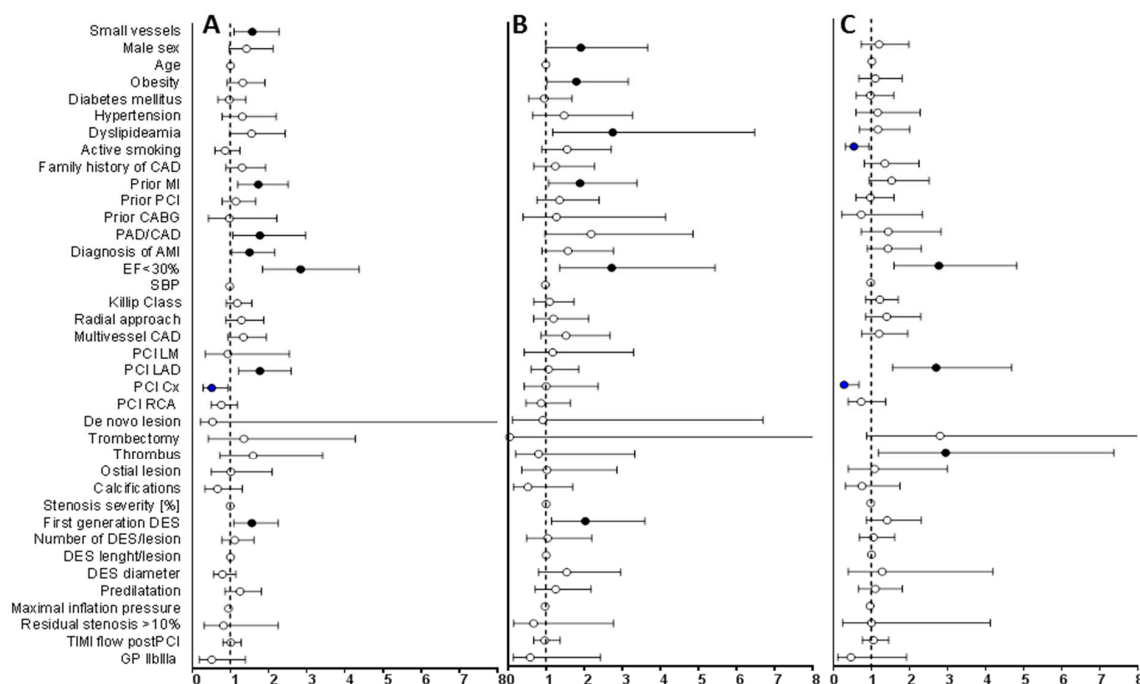 A
B
C
Small vessels
Male sex
Age
Obesity
Diabetes mellitus
Hypertension
Dyslipideamia
Active smoking
Family history of CAD
Prior MI
Prior PCI
Prior CABG
PAD/CAD
Diagnosis of AMI
EF<30%
SBP
Killip Class
Radial approach
Multivessel CAD
PCI LM
PCI LAD
PCI Cx
PCI RCA
De novo lesion
Trombectomy
Thrombus
Ostial lesion
Calcifications
Stenosis severity [%]
First generation DES
Number of DES/lesion
DES lenght/lesion
DES diameter
Predilatation
Maximal inflation pressure
Residual stenosis >10%
TIMI flow postPCI
GP IIbIIIa
0 1 2 3 4 5 6 7 8
0 1 2 3 4 5 6 7 8
0 1 2 3 4 5 6 7 8